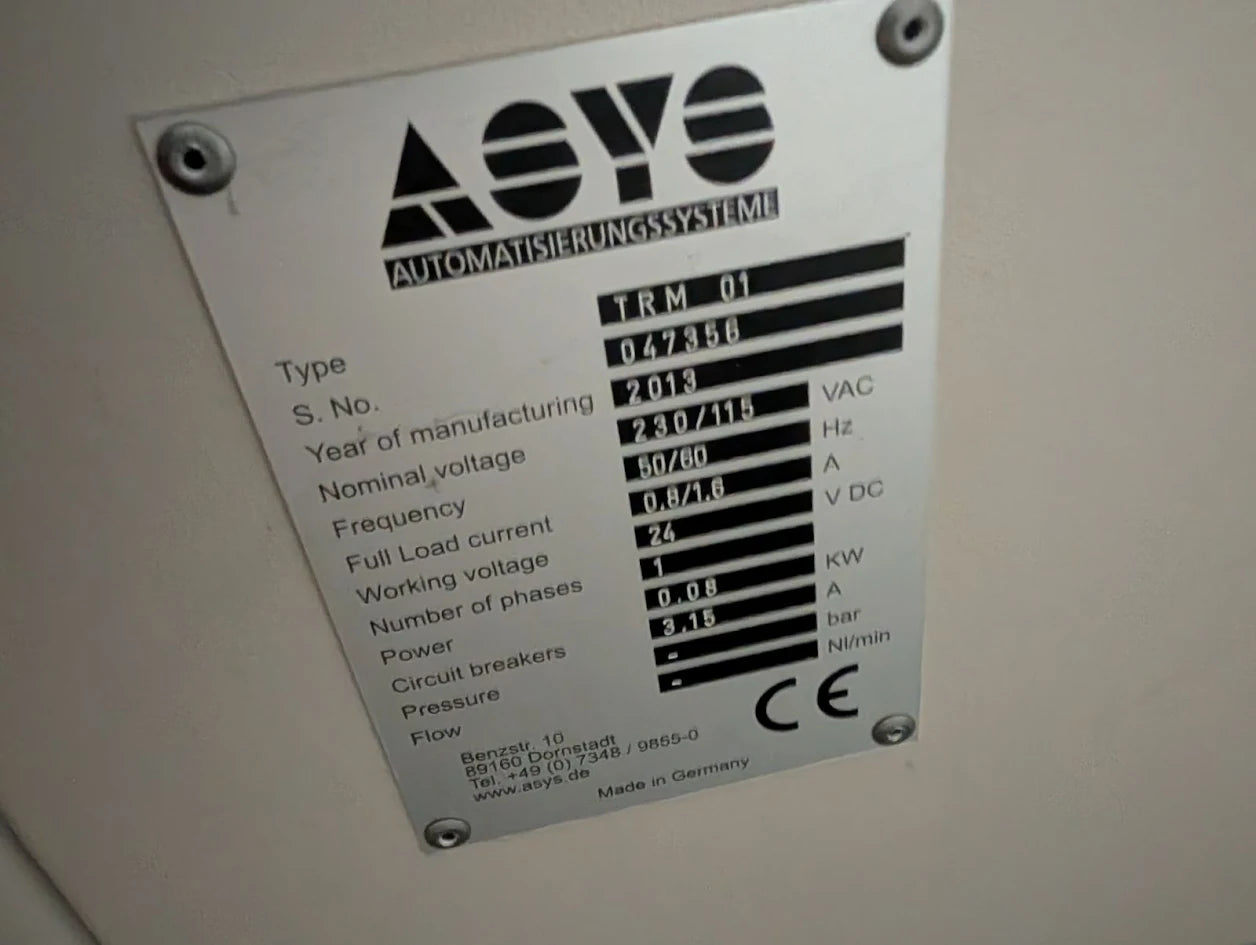 ASYS
AUTOMATISIERUNGSSYSTEME
Type TRM 01
S. No. 047356
Year of manufacturing 2013
Nominal voltage 230/115 VAC
Frequency 50/60 Hz
Full Load current 0.8/1.6 A
Working voltage 24 V DC
Number of phases 1
Power 0.08 KW
Circuit breakers 3.15 A
Pressure - bar
Flow - Nl/min
CE
Benzstr. 10
89160 Dornstadt
Tel. +49 (0) 7348 / 9855-0
www.asys.de
Made in Germany